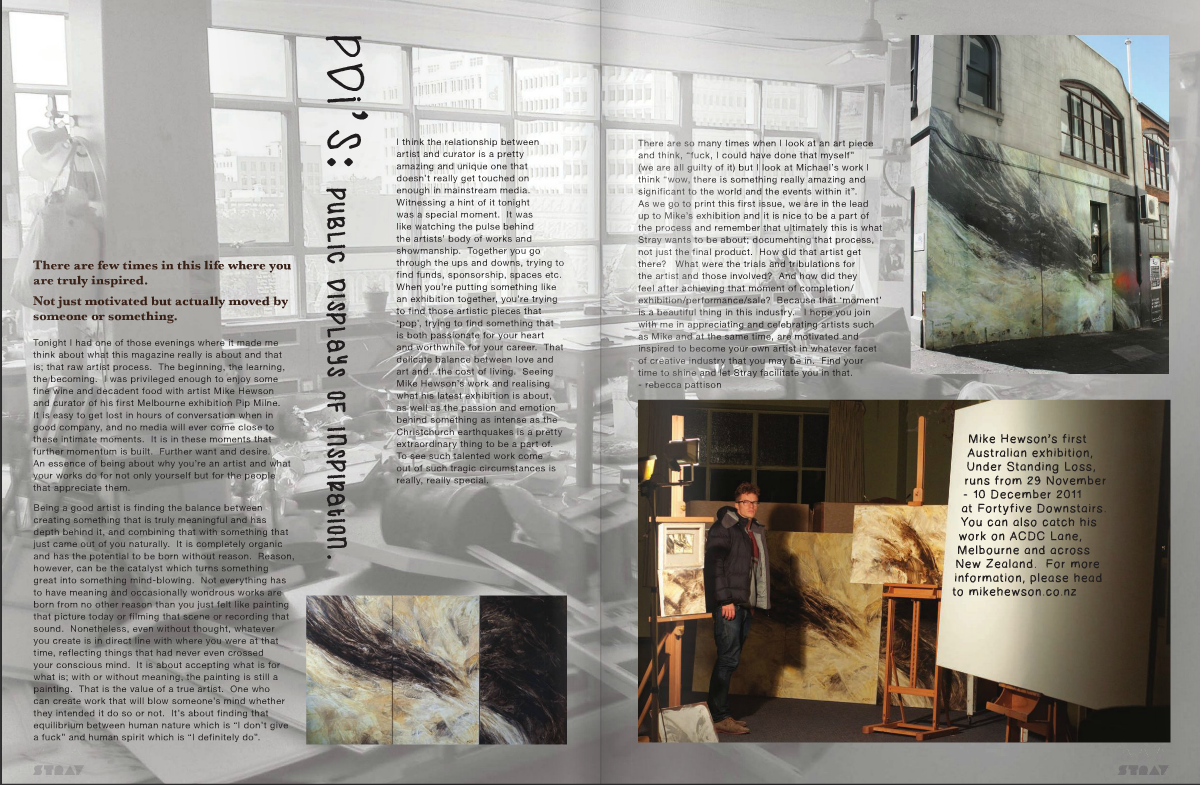 PDi'S: PUBLIC DISPLAYS OF INSPIRATION.
There are few times in this life where you
are truly inspired.
Not just motivated but actually moved by
someone or something.
Tonight I had one of those evenings where it made me
think about what this magazine really is about and that
is; that raw artist process.  The beginning, the learning,
the becoming.  I was privileged enough to enjoy some
fine wine and decadent food with artist Mike Hewson
and curator of his first Melbourne exhibition Pip Milne.
It is easy to get lost in hours of conversation when in
good company, and no media will ever come close to
these intimate moments.  It is in these moments that
further momentum is built.  Further want and desire.
An essence of being about why you're an artist and what
your works do for not only yourself but for the people
that appreciate them.
Being a good artist is finding the balance between
creating something that is truly meaningful and has
depth behind it, and combining that with something that
just came out of you naturally.  It is completely organic
and has the potential to be born without reason.  Reason,
however, can be the catalyst which turns something
great into something mind-blowing.  Not everything has
to have meaning and occasionally wondrous works are
born from no other reason than you just felt like painting
that picture today or filming that scene or recording that
sound.  Nonetheless, even without thought, whatever
you create is in direct line with where you were at that
time, reflecting things that had never even crossed
your conscious mind.  It is about accepting what is for
what is; with or without meaning, the painting is still a
painting.  That is the value of a true artist.  One who
can create work that will blow someone's mind whether
they intended it do so or not.  It's about finding that
equilibrium between human nature which is "I don't give
a fuck" and human spirit which is "I definitely do".
I think the relationship between
artist and curator is a pretty
amazing and unique one that
doesn't really get touched on
enough in mainstream media.
Witnessing a hint of it tonight
was a special moment.  It was
like watching the pulse behind
the artists' body of works and
showmanship.  Together you go
through the ups and downs, trying to
find funds, sponsorship, spaces etc.
When you're putting something like
an exhibition together, you're trying
to find those artistic pieces that
'pop', trying to find something that
is both passionate for your heart
and worthwhile for your career.  That
delicate balance between love and
art and...the cost of living.  Seeing
Mike Hewson's work and realising
what his latest exhibition is about,
as well as the passion and emotion
behind something as intense as the
Christchurch earthquakes is a pretty
extraordinary thing to be a part of.
To see such talented work come
out of such tragic circumstances is
really, really special.
There are so many times when I look at an art piece
and think, "fuck, I could have done that myself"
(we are all guilty of it) but I look at Michael's work I
think "wow, there is something really amazing and
significant to the world and the events within it".
As we go to print this first issue, we are in the lead
up to Mike's exhibition and it is nice to be a part of
the process and remember that ultimately this is what
Stray wants to be about; documenting that process,
not just the final product.  How did that artist get
there?   What were the trials and tribulations for
the artist and those involved?  And how did they
feel after achieving that moment of completion/
exhibition/performance/sale?  Because that 'moment'
is a beautiful thing in this industry.  I hope you join
with me in appreciating and celebrating artists such
as Mike and at the same time, are motivated and
inspired to become your own artist in whatever facet
of creative industry that you may be in.  Find your
time to shine and let Stray facilitate you in that.
- rebecca pattison
Mike Hewson's first
Australian exhibition,
Under Standing Loss,
runs from 29 November
- 10 December 2011
at Fortyfive Downstairs.
You can also catch his
work on ACDC Lane,
Melbourne and across
New Zealand.  For more
information, please head
to mikehewson.co.nz
STRAY
STRAY